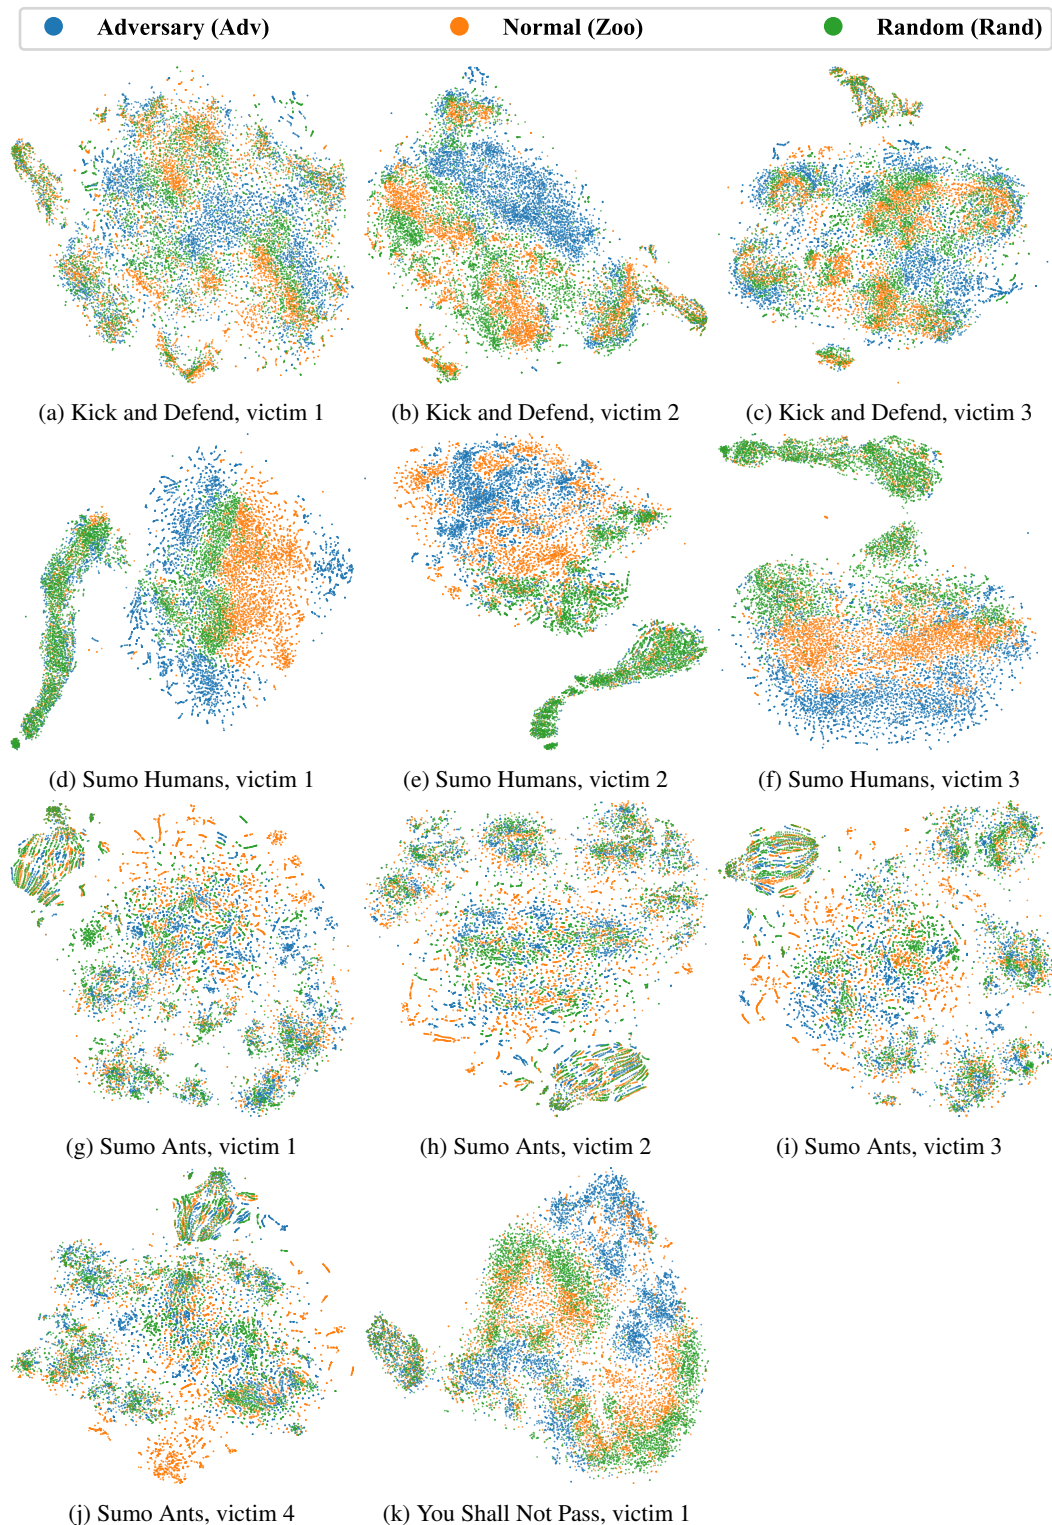 Adversary (Adv) Normal (Zoo) Random (Rand)
(a) Kick and Defend, victim 1 (b) Kick and Defend, victim 2 (c) Kick and Defend, victim 3
(d) Sumo Humans, victim 1 (e) Sumo Humans, victim 2 (f) Sumo Humans, victim 3
(g) Sumo Ants, victim 1 (h) Sumo Ants, victim 2 (i) Sumo Ants, victim 3
(j) Sumo Ants, victim 4 (k) You Shall Not Pass, victim 1